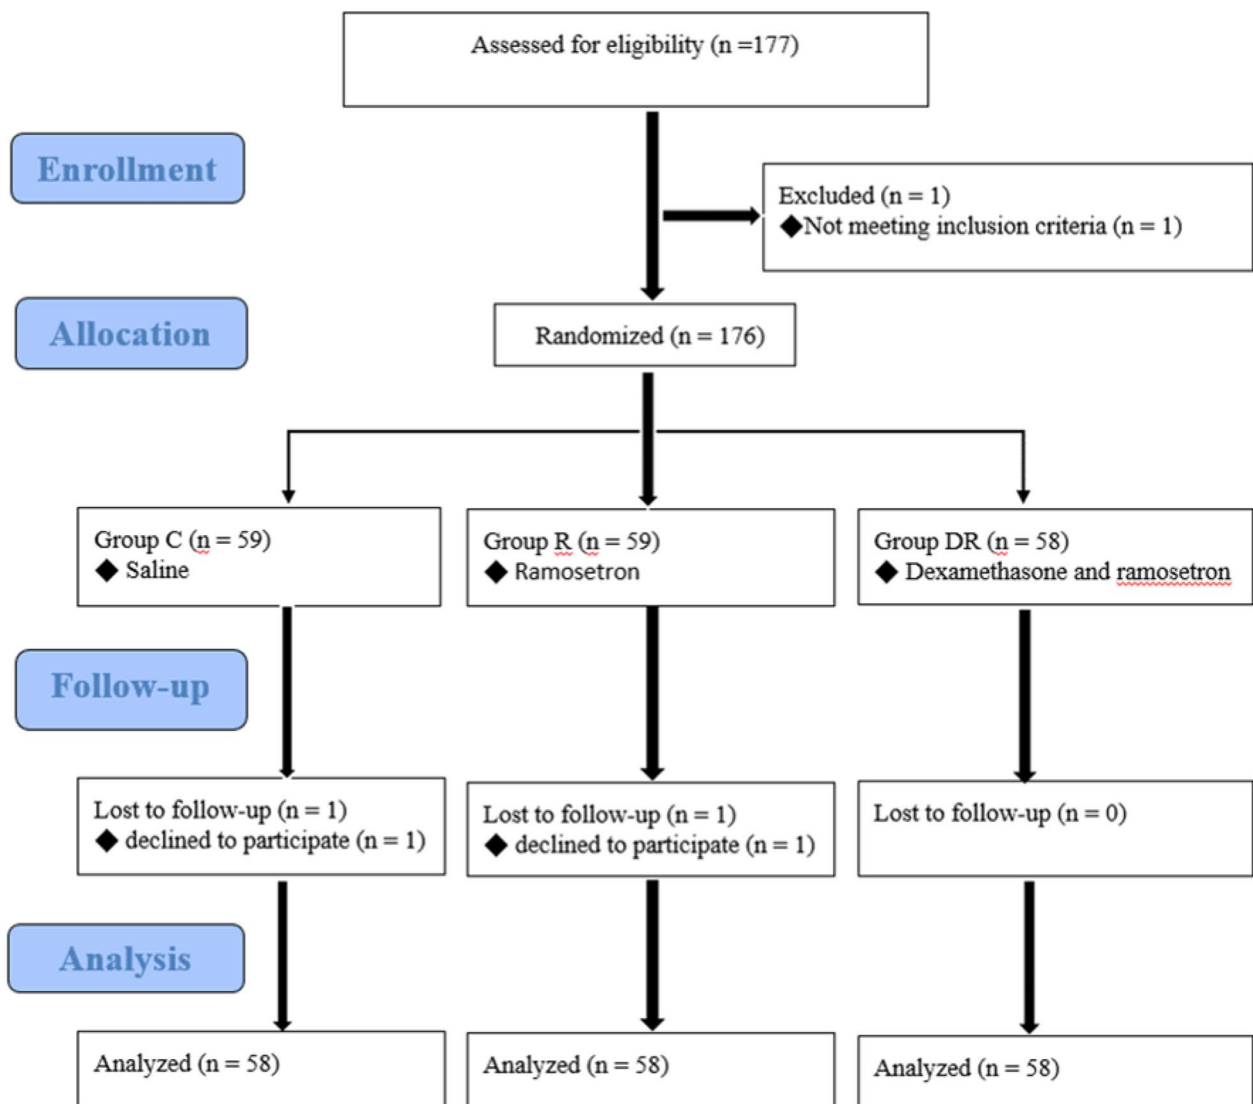 Assessed for eligibility (n =177)
Enrollment
Excluded (n = 1)
◆Not meeting inclusion criteria (n = 1)
Allocation
Randomized (n = 176)
Group C (n = 59)
◆ Saline
Group R (n = 59)
◆ Ramosetron
Group DR (n = 58)
◆ Dexamethasone and ramosetron
Follow-up
Lost to follow-up (n = 1)
◆ declined to participate (n = 1)
Lost to follow-up (n = 1)
◆ declined to participate (n = 1)
Lost to follow-up (n = 0)
Analysis
Analyzed (n = 58)
Analyzed (n = 58)
Analyzed (n = 58)